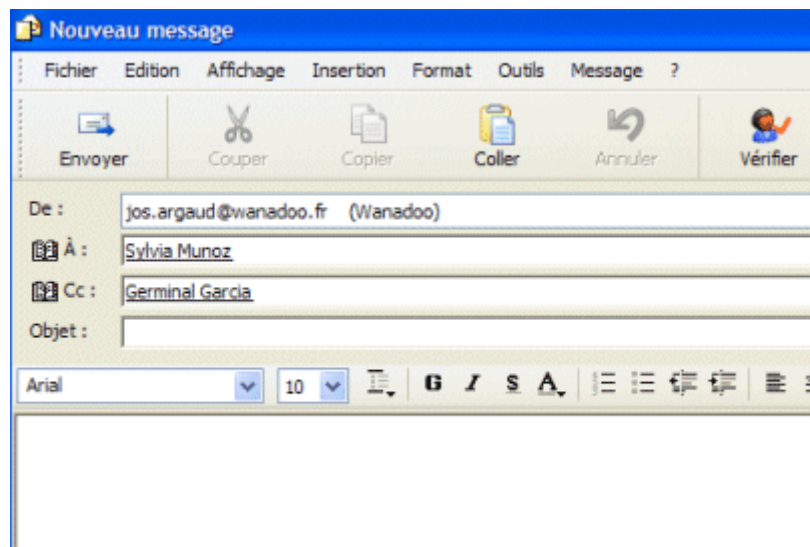 Nouveau message
Fichier Edition Affichage Insertion Format Outils Message ?
Envoyer Couper Copier Coller Annuler Vérifier
De : jos.argaud@wanadoo.fr (Wanadoo)
À : Sylvia Munoz
Cc : Germinal Garcia
Objet :
Arial 10 G I S A